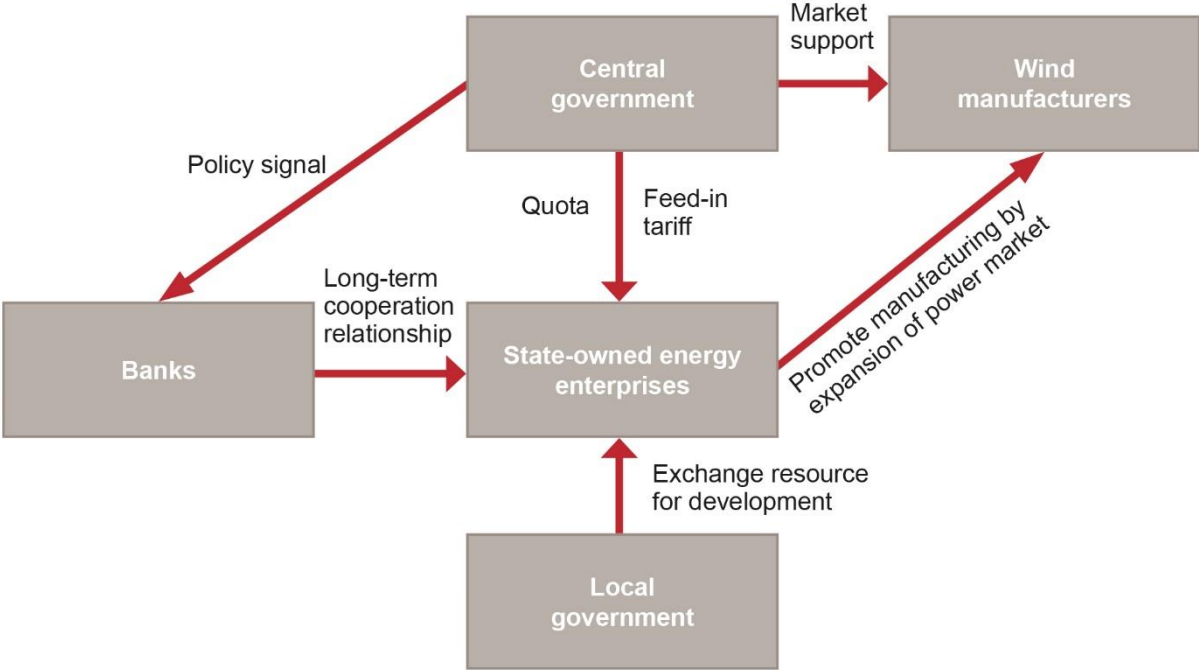 Market
support
Central
government
Wind
manufacturers
Policy signal
Quota
Feed-in
tariff
Long-term
cooperation
relationship
Promote manufacturing by
expansion of power market
Banks
State-owned energy
enterprises
Exchange resource
for development
Local
government